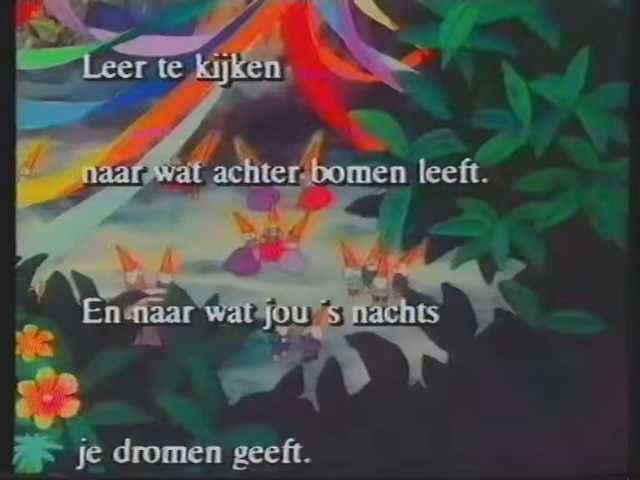 Leer te kijken
naar wat achter bomen leeft.
En naar wat jou 's nachts
je dromen geeft.